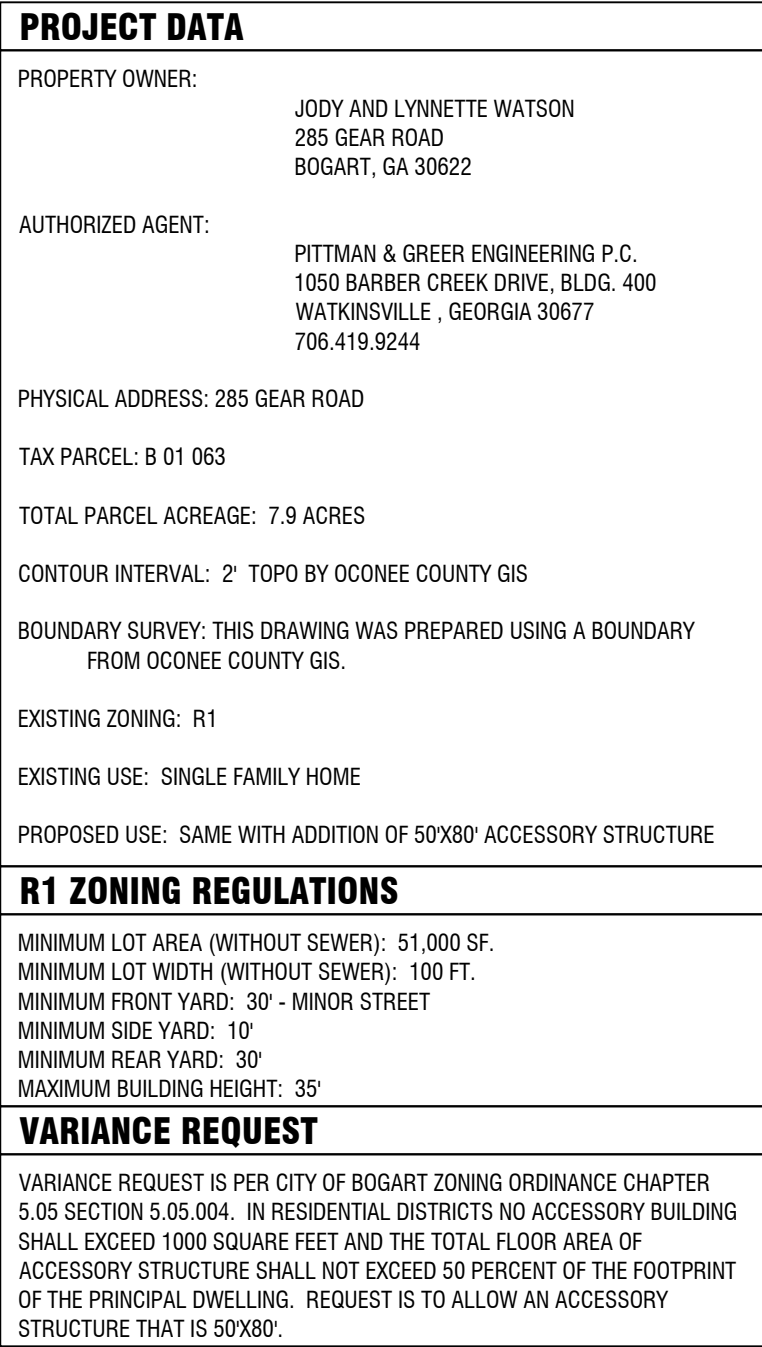 PROJECT DATA
PROPERTY OWNER:
JODY AND LYNNETTE WATSON
285 GEAR ROAD
BOGART, GA 30622
AUTHORIZED AGENT:
PITTMAN & GREER ENGINEERING P.C.
1050 BARBER CREEK DRIVE, BLDG. 400
WATKINSVILLE , GEORGIA 30677
706.419.9244
PHYSICAL ADDRESS: 285 GEAR ROAD
TAX PARCEL: B 01 063
TOTAL PARCEL ACREAGE: 7.9 ACRES
CONTOUR INTERVAL: 2' TOPO BY OCONEE COUNTY GIS
BOUNDARY SURVEY: THIS DRAWING WAS PREPARED USING A BOUNDARY
FROM OCONEE COUNTY GIS.
EXISTING ZONING: R1
EXISTING USE: SINGLE FAMILY HOME
PROPOSED USE: SAME WITH ADDITION OF 50'X80' ACCESSORY STRUCTURE
R1 ZONING REGULATIONS
MINIMUM LOT AREA (WITHOUT SEWER): 51,000 SF.
MINIMUM LOT WIDTH (WITHOUT SEWER): 100 FT.
MINIMUM FRONT YARD: 30' - MINOR STREET
MINIMUM SIDE YARD: 10'
MINIMUM REAR YARD: 30'
MAXIMUM BUILDING HEIGHT: 35'
VARIANCE REQUEST
VARIANCE REQUEST IS PER CITY OF BOGART ZONING ORDINANCE CHAPTER
5.05 SECTION 5.05.004. IN RESIDENTIAL DISTRICTS NO ACCESSORY BUILDING
SHALL EXCEED 1000 SQUARE FEET AND THE TOTAL FLOOR AREA OF
ACCESSORY STRUCTURE SHALL NOT EXCEED 50 PERCENT OF THE FOOTPRINT
OF THE PRINCIPAL DWELLING. REQUEST IS TO ALLOW AN ACCESSORY
STRUCTURE THAT IS 50'X80'.